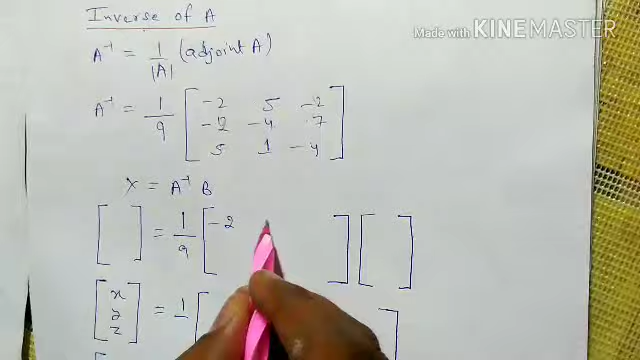 Made with KINEMASTER
Inverse of A
A⁻¹ = 1/|A| (adjoint A)
A⁻¹ = 1/9 [ -2 5 -2
-2 -4 7
5 1 -4 ]
X = A⁻¹ B
[ ] = 1/9 [ -2 ] [ ]
[ x
y
z ] = 1 [ ]